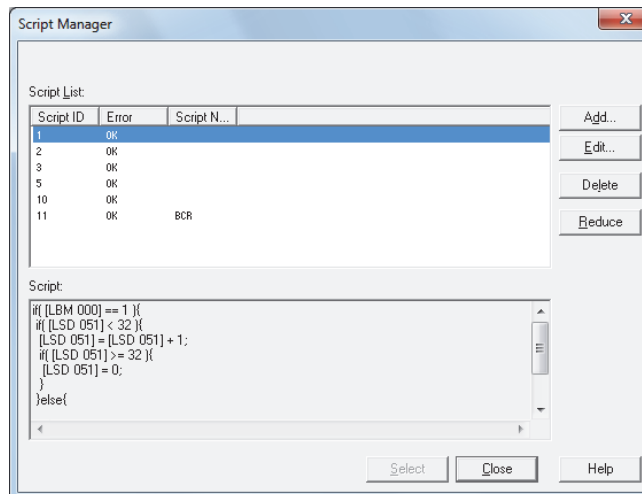 Script Manager
Script List:
Script ID Error Script N...
1 OK
2 OK
3 OK
5 OK
10 OK
11 OK BCR
Add...
Edit...
Delete
Reduce
Script:
if( [LBM 000] == 1 ){
if( [LSD 051] < 32 ){
[LSD 051] = [LSD 051] + 1;
if( [LSD 051] >= 32 ){
[LSD 051] = 0;
}
}else{
Select Close Help